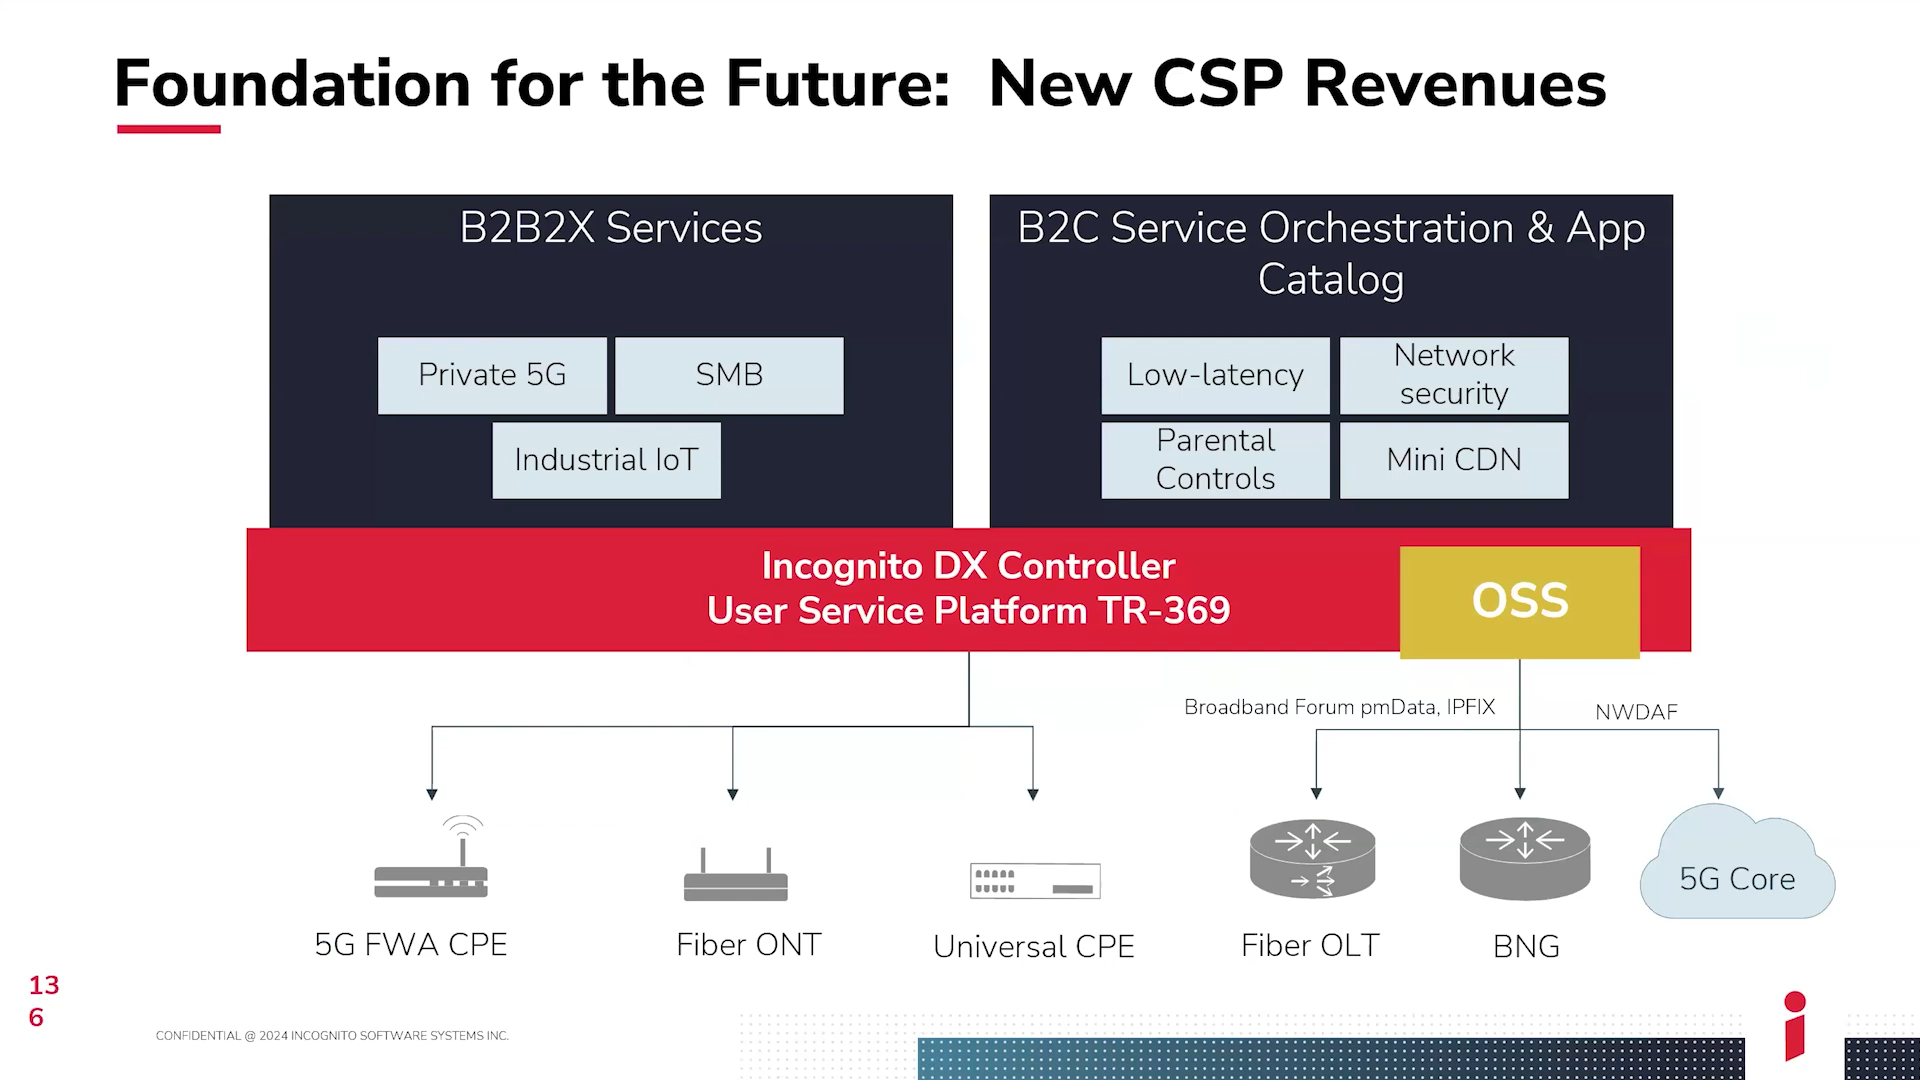 Foundation for the Future:  New CSP Revenues
B2B2X Services
Private 5G
SMB
Industrial IoT
B2C Service Orchestration & App
Catalog
Low-latency
Network
security
Parental
Controls
Mini CDN
Incognito DX Controller
User Service Platform TR-369
OSS
Broadband Forum pmData, IPFIX
NWDAF
5G FWA CPE
Fiber ONT
Universal CPE
Fiber OLT
BNG
5G Core
13
6
CONFIDENTIAL @ 2024 INCOGNITO SOFTWARE SYSTEMS INC.